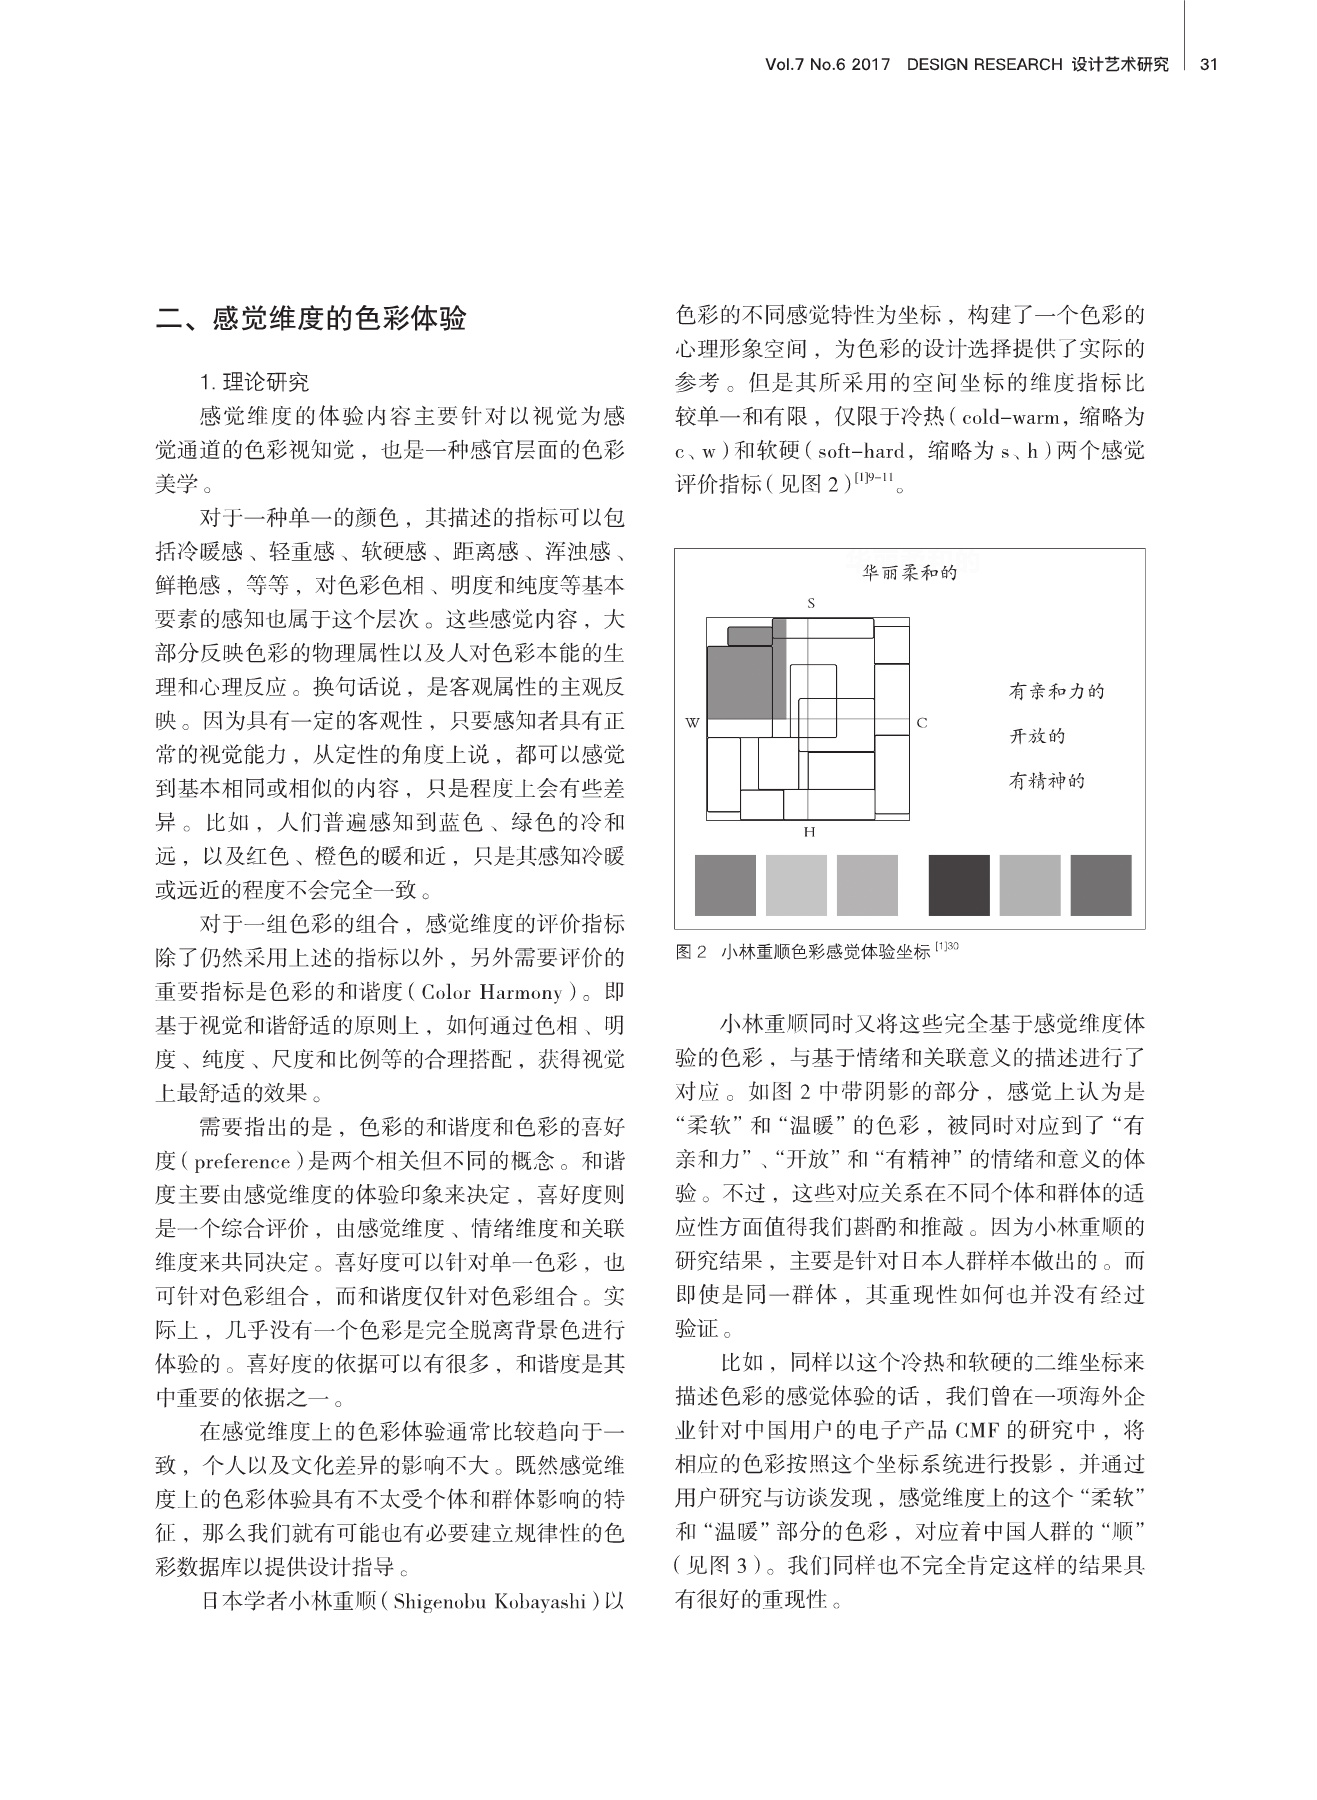 Vol.7 No.6 2017 DESIGN RESEARCH 设计艺术研究 31
二、感觉维度的色彩体验
1. 理论研究
感觉维度的体验内容主要针对以视觉为感
觉通道的色彩视知觉，也是一种感官层面的色彩
美学。
对于一种单一的颜色，其描述的指标可以包
括冷暖感、轻重感、软硬感、距离感、浑浊感、
鲜艳感，等等，对色彩色相、明度和纯度等基本
要素的感知也属于这个层次。这些感觉内容，大
部分反映色彩的物理属性以及人对色彩本能的生
理和心理反应。换句话说，是客观属性的主观反
映。因为具有一定的客观性，只要感知者具有正
常的视觉能力，从定性的角度上说，都可以感觉
到基本相同或相似的内容，只是程度上会有些差
异。比如，人们普遍感知到蓝色、绿色的冷和
远，以及红色、橙色的暖和近，只是其感知冷暖
或远近的程度不会完全一致。
对于一组色彩的组合，感觉维度的评价指标
除了仍然采用上述的指标以外，另外需要评价的
重要指标是色彩的和谐度（Color Harmony）。即
基于视觉和谐舒适的原则上，如何通过色相、明
度、纯度、尺度和比例等的合理搭配，获得视觉
上最舒适的效果。
需要指出的是，色彩的和谐度和色彩的喜好
度（preference）是两个相关但不同的概念。和谐
度主要由感觉维度的体验印象来决定，喜好度则
是一个综合评价，由感觉维度、情绪维度和关联
维度来共同决定。喜好度可以针对单一色彩，也
可针对色彩组合，而和谐度仅针对色彩组合。实
际上，几乎没有一个色彩是完全脱离背景色进行
体验的。喜好度的依据可以有很多，和谐度是其
中重要的依据之一。
在感觉维度上的色彩体验通常比较趋向于一
致，个人以及文化差异的影响不大。既然感觉维
度上的色彩体验具有不太受个体和群体影响的特
征，那么我们就有可能也有必要建立规律性的色
彩数据库以提供设计指导。
日本学者小林重顺（Shigenobu Kobayashi）以
色彩的不同感觉特性为坐标，构建了一个色彩的
心理形象空间，为色彩的设计选择提供了实际的
参考。但是其所采用的空间坐标的维度指标比
较单一和有限，仅限于冷热（cold-warm，缩略为
c、w）和软硬（soft-hard，缩略为 s、h）两个感觉
评价指标（见图 2）[1]9-11。
华丽柔和的
S
W
C
H
有亲和力的
开放的
有精神的
图 2 小林重顺色彩感觉体验坐标 [1]30
小林重顺同时又将这些完全基于感觉维度体
验的色彩，与基于情绪和关联意义的描述进行了
对应。如图 2 中带阴影的部分，感觉上认为是
“柔软”和“温暖”的色彩，被同时对应到了“有
亲和力”、“开放”和“有精神”的情绪和意义的体
验。不过，这些对应关系在不同个体和群体的适
应性方面值得我们斟酌和推敲。因为小林重顺的
研究结果，主要是针对日本人群样本做出的。而
即使是同一群体，其重现性如何也并没有经过
验证。
比如，同样以这个冷热和软硬的二维坐标来
描述色彩的感觉体验的话，我们曾在一项海外企
业针对中国用户的电子产品 CMF 的研究中，将
相应的色彩按照这个坐标系统进行投影，并通过
用户研究与访谈发现，感觉维度上的这个“柔软”
和“温暖”部分的色彩，对应着中国人群的“顺”
（见图 3）。我们同样也不完全肯定这样的结果具
有很好的重现性。